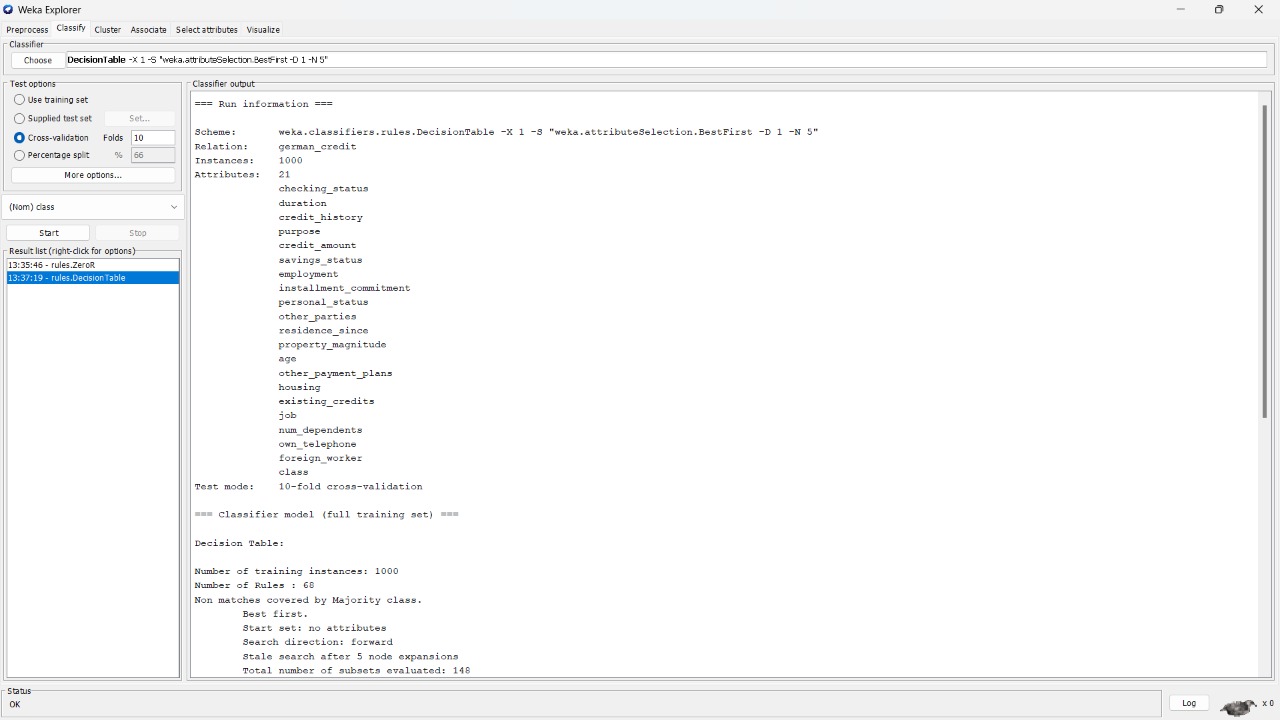 Weka Explorer
Preprocess Classify Cluster Associate Select attributes Visualize
Classifier
Choose DecisionTable -X 1 -S "weka.attributeSelection.BestFirst -D 1 -N 5"
Test options
Use training set
Supplied test set Set...
Cross-validation Folds 10
Percentage split % 66
More options...
(Nom) class
Start Stop
Result list (right-click for options)
13:35:46 - rules.ZeroR
13:37:19 - rules.DecisionTable
Classifier output
=== Run information ===
Scheme: weka.classifiers.rules.DecisionTable -X 1 -S "weka.attributeSelection.BestFirst -D 1 -N 5"
Relation: german_credit
Instances: 1000
Attributes: 21
checking_status
duration
credit_history
purpose
credit_amount
savings_status
employment
installment_commitment
personal_status
other_parties
residence_since
property_magnitude
age
other_payment_plans
housing
existing_credits
job
num_dependents
own_telephone
foreign_worker
class
Test mode: 10-fold cross-validation
=== Classifier model (full training set) ===
Decision Table:
Number of training instances: 1000
Number of Rules : 68
Non matches covered by Majority class.
Best first.
Start set: no attributes
Search direction: forward
Stale search after 5 node expansions
Total number of subsets evaluated: 148
Status
OK
Log x 0